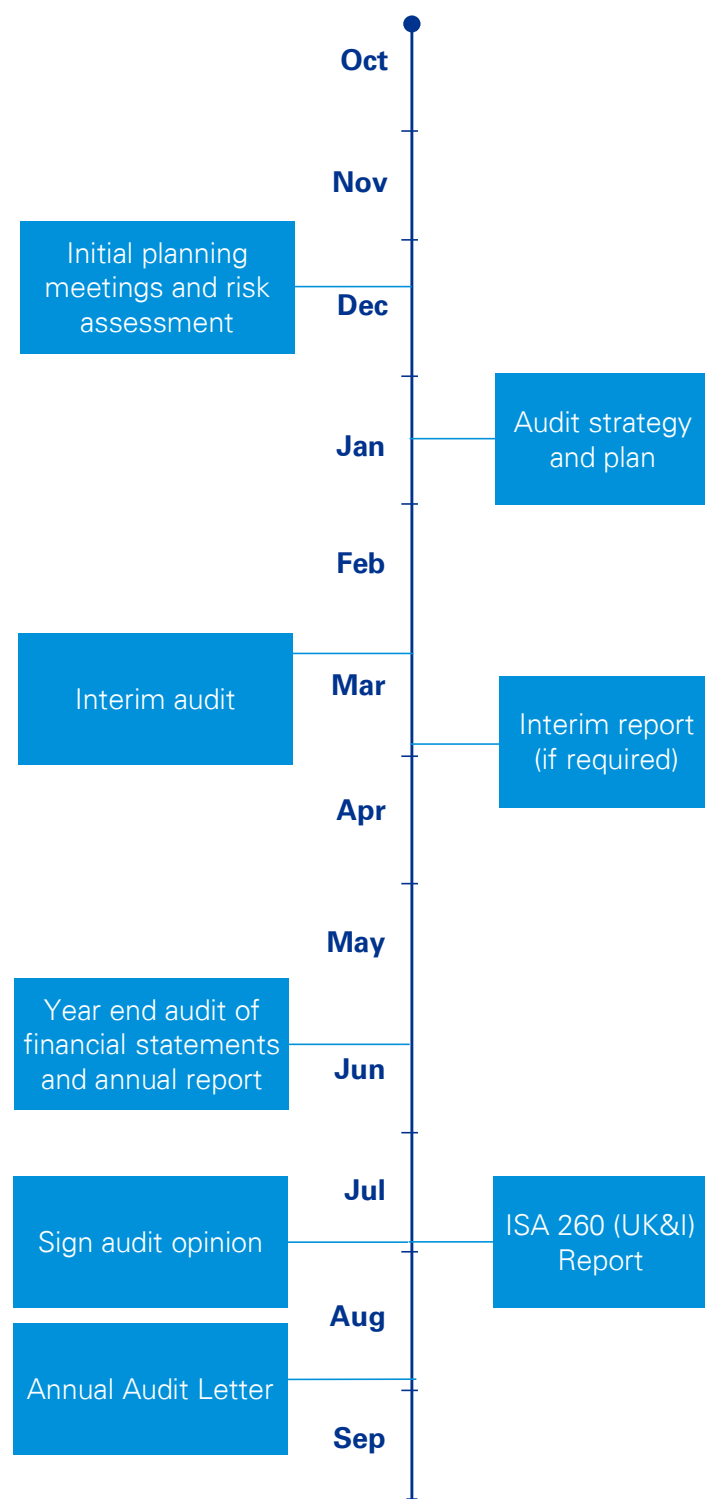 Oct
Nov
Initial planning
meetings and risk
assessment
Dec
Audit strategy
and plan
Jan
Feb
Interim audit
Mar
Interim report
(if required)
Apr
May
Year end audit of
financial statements
and annual report
Jun
Jul
Sign audit opinion
ISA 260 (UK&I)
Report
Aug
Annual Audit Letter
Sep